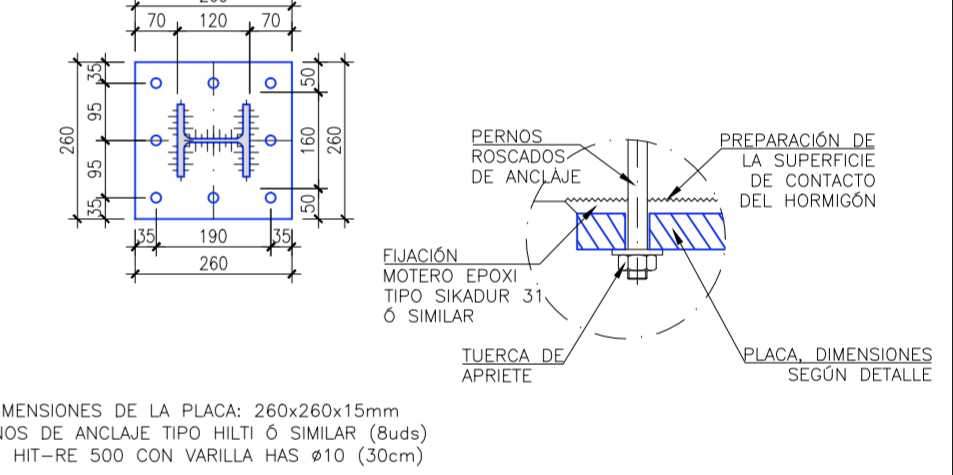 70 120 70
35
95
260
95
35
50
160
260
50
35 190 35
260
PERNOS
ROSCADOS
DE ANCLAJE
PREPARACIÓN DE
LA SUPERFICIE
DE CONTACTO
DEL HORMIGÓN
FIJACIÓN
MOTERO EPOXI
TIPO SIKADUR 31
Ó SIMILAR
TUERCA DE
APRIETE
PLACA, DIMENSIONES
SEGÚN DETALLE
MENSIONES DE LA PLACA: 260x260x15mm
NOS DE ANCLAJE TIPO HILTI Ó SIMILAR (8uds)
HIT-RE 500 CON VARILLA HAS ø10 (30cm)